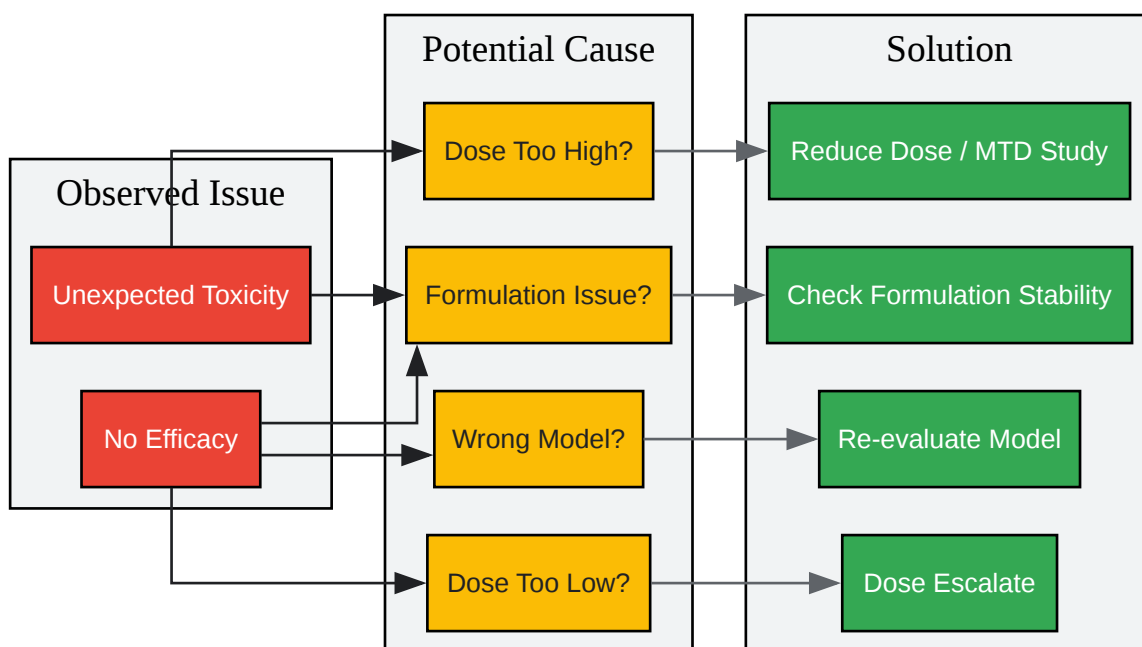 Potential Cause
Solution
Dose Too High?
Reduce Dose / MTD Study
Observed Issue
Unexpected Toxicity
Formulation Issue?
Check Formulation Stability
No Efficacy
Wrong Model?
Re-evaluate Model
Dose Too Low?
Dose Escalate